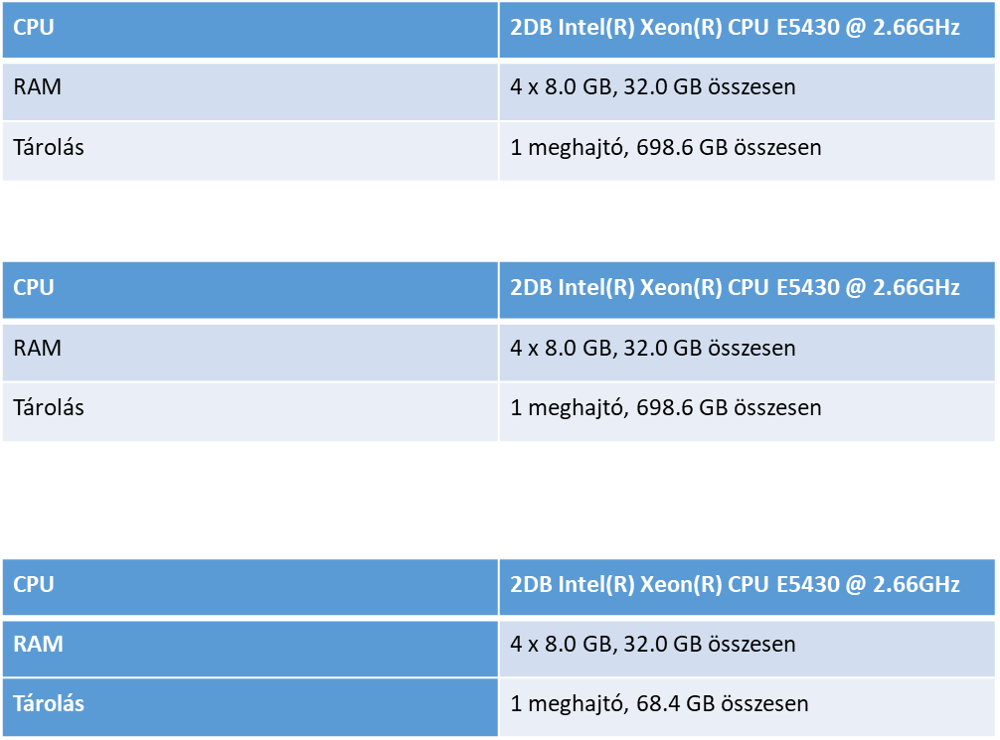 CPU 2DB Intel(R) Xeon(R) CPU E5430 @ 2.66GHz
RAM 4 x 8.0 GB, 32.0 GB összesen
Tárolás 1 meghajtó, 698.6 GB összesen
CPU 2DB Intel(R) Xeon(R) CPU E5430 @ 2.66GHz
RAM 4 x 8.0 GB, 32.0 GB összesen
Tárolás 1 meghajtó, 698.6 GB összesen
CPU 2DB Intel(R) Xeon(R) CPU E5430 @ 2.66GHz
RAM 4 x 8.0 GB, 32.0 GB összesen
Tárolás 1 meghajtó, 68.4 GB összesen